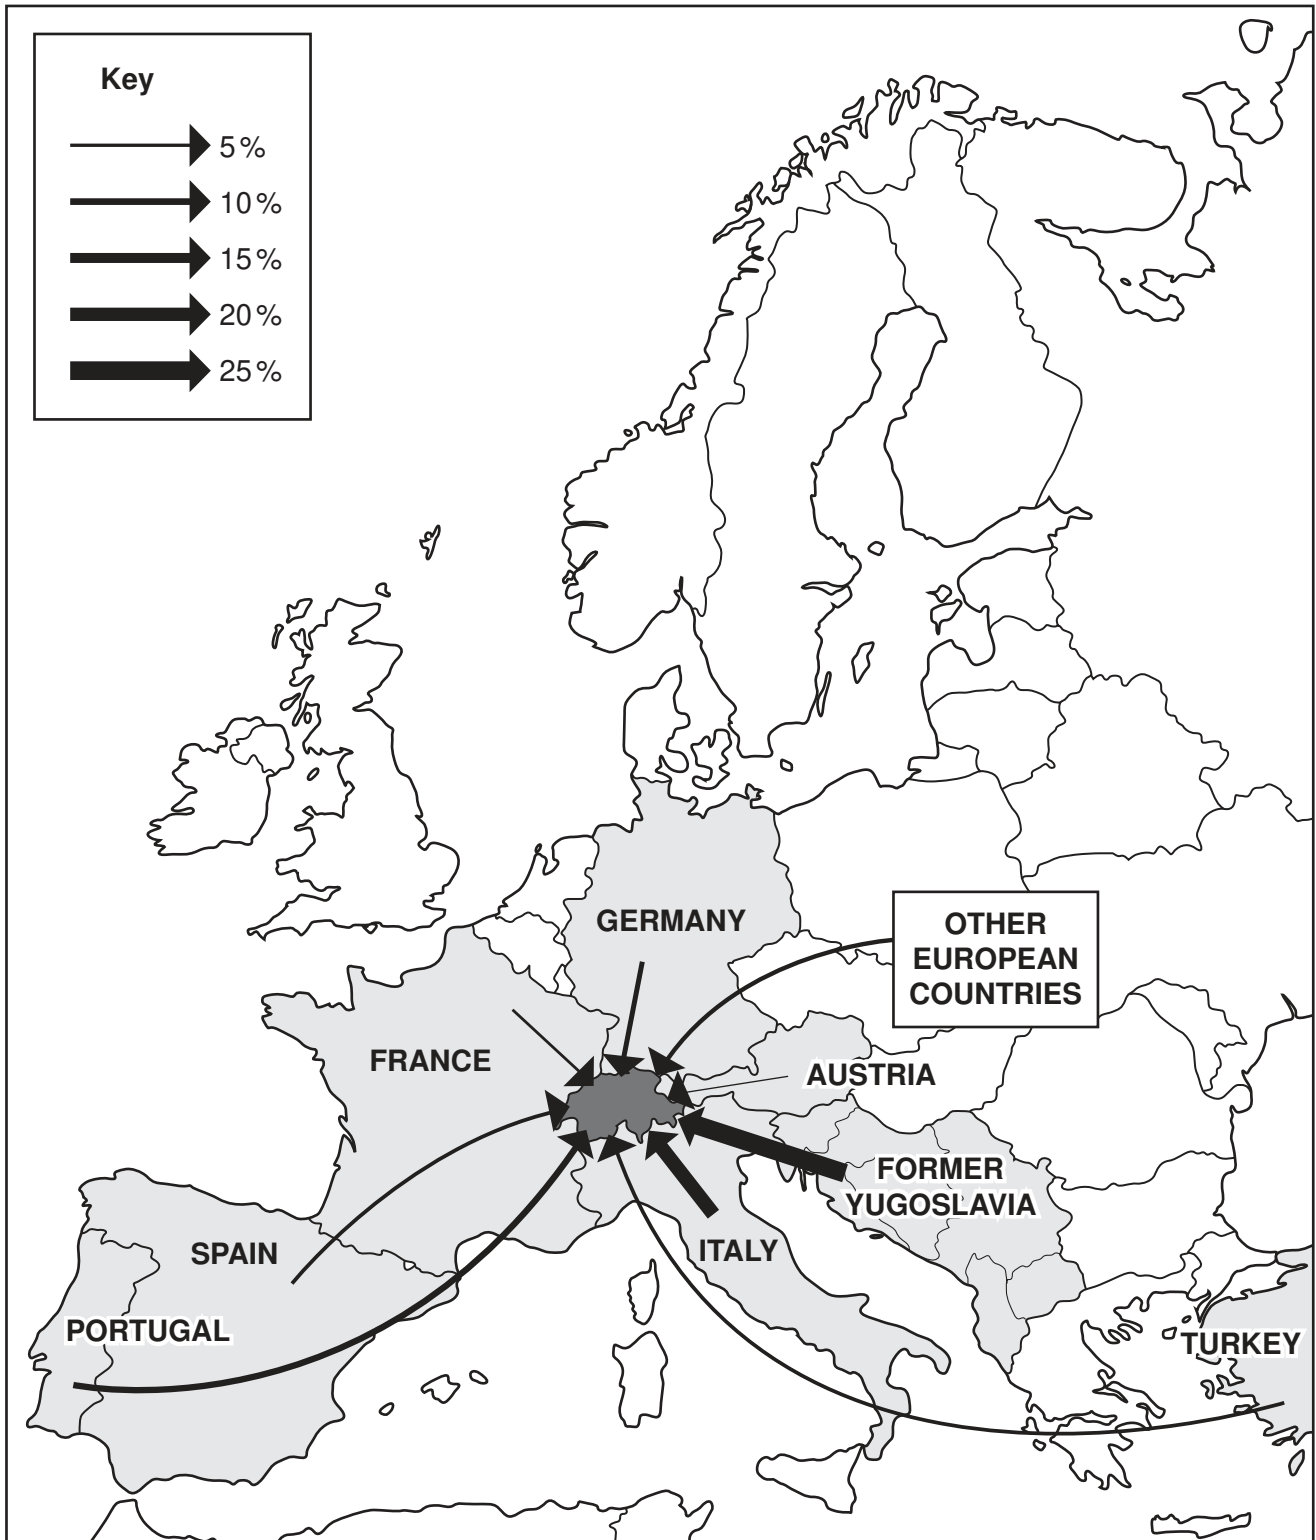 Key
5 %
10 %
15 %
20 %
25 %
GERMANY
OTHER
EUROPEAN
COUNTRIES
FRANCE
AUSTRIA
FORMER
YUGOSLAVIA
SPAIN
ITALY
PORTUGAL
TURKEY